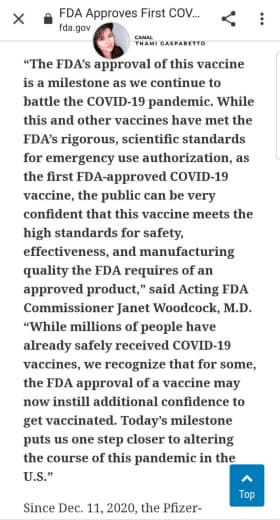 FDA Approves First COV...
fda.gov
CANAL
THAMI GASPARETTO
“The FDA’s approval of this vaccine
is a milestone as we continue to
battle the COVID-19 pandemic. While
this and other vaccines have met the
FDA’s rigorous, scientific standards
for emergency use authorization, as
the first FDA-approved COVID-19
vaccine, the public can be very
confident that this vaccine meets the
high standards for safety,
effectiveness, and manufacturing
quality the FDA requires of an
approved product,” said Acting FDA
Commissioner Janet Woodcock, M.D.
“While millions of people have
already safely received COVID-19
vaccines, we recognize that for some,
the FDA approval of a vaccine may
now instill additional confidence to
get vaccinated. Today’s milestone
puts us one step closer to altering
the course of this pandemic in the
U.S.”
Top
Since Dec. 11, 2020, the Pfizer-